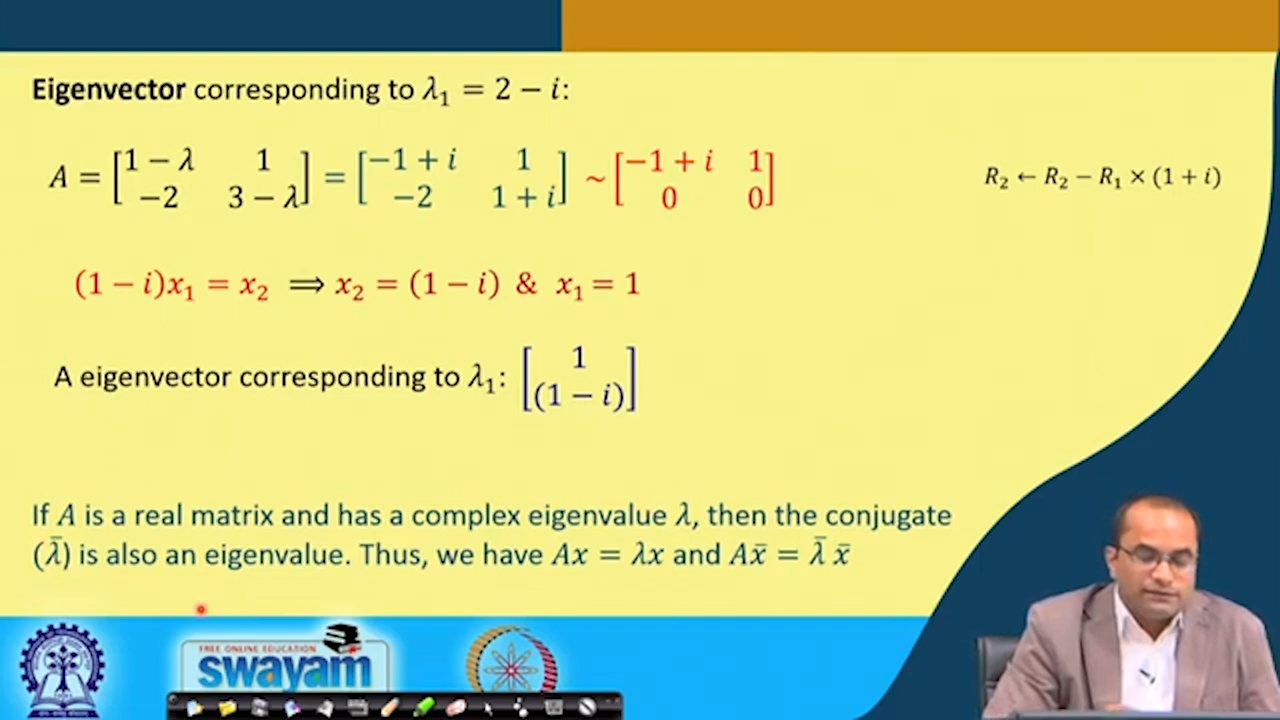 Eigenvector corresponding to λ₁ = 2 − i:
A = [1 − λ 1; −2 3 − λ] = [−1 + i 1; −2 1 + i] ~ [−1 + i 1; 0 0] R₂ ← R₂ − R₁ × (1 + i)
(1 − i)x₁ = x₂ ⟹ x₂ = (1 − i) & x₁ = 1
A eigenvector corresponding to λ₁: [1; (1 − i)]
If A is a real matrix and has a complex eigenvalue λ, then the conjugate
(λ̄) is also an eigenvalue. Thus, we have Ax = λx and Ax̄ = λ̄ x̄
FREE ONLINE EDUCATION
swayam